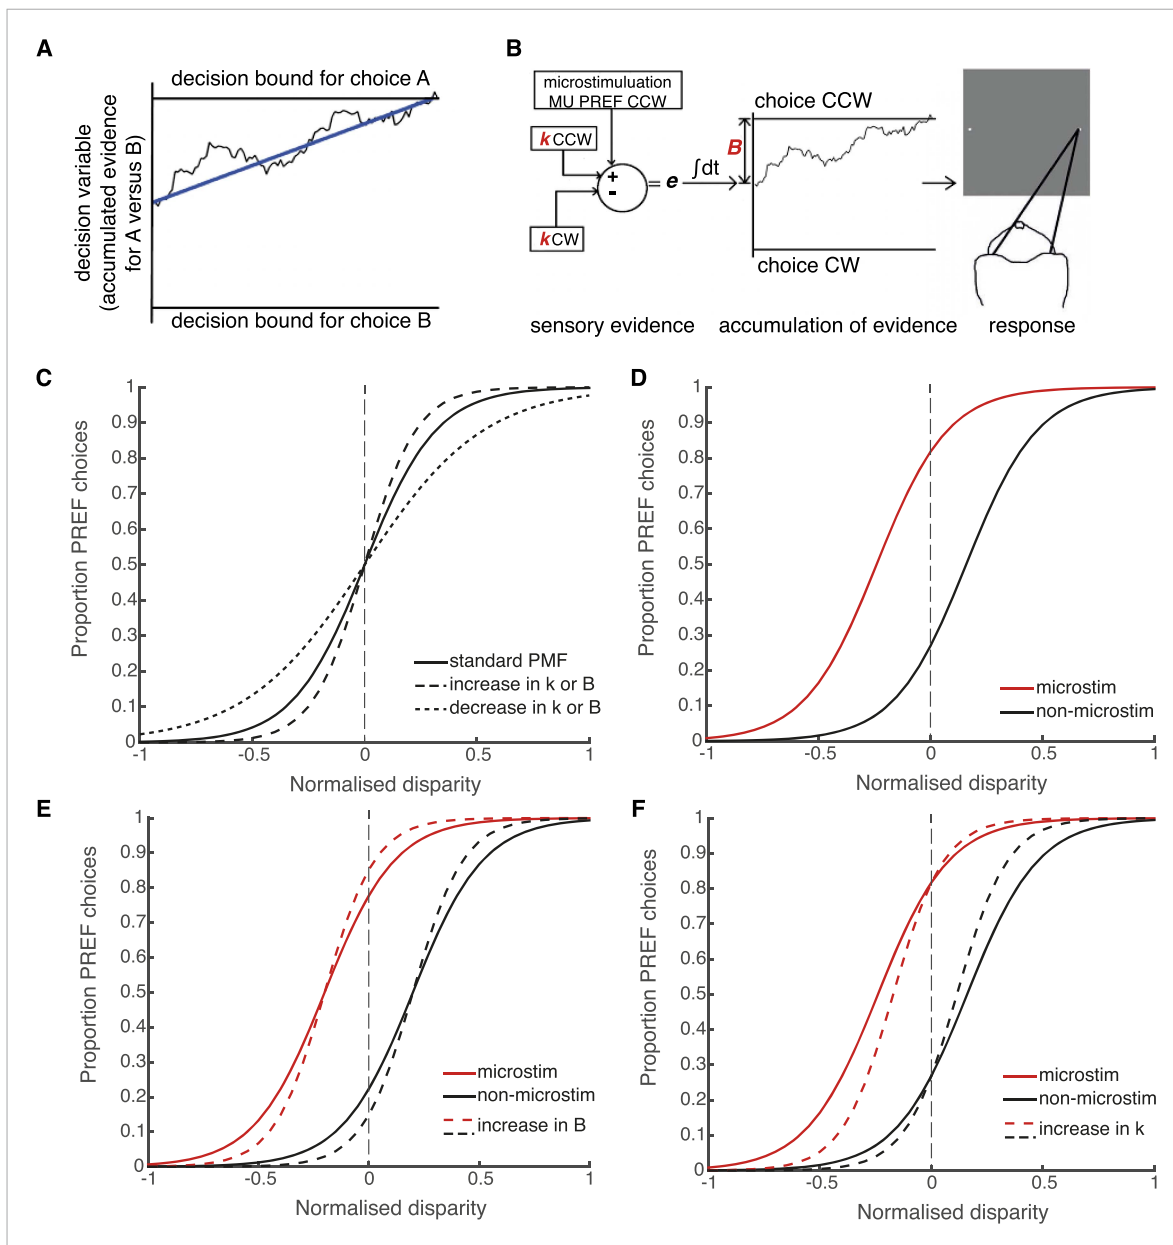 A
decision bound for choice A
decision variable
(accumulated evidence
for A versus B)
decision bound for choice B
B
microstimuluation
MU PREF CCW
k CCW
+
-
= e
∫dt
k CW
choice CCW
B
choice CW
sensory evidence
accumulation of evidence
response
C
Proportion PREF choices
1
0.9
0.8
0.7
0.6
0.5
0.4
0.3
0.2
0.1
0
-1
-0.5
0
0.5
1
standard PMF
increase in k or B
decrease in k or B
Normalised disparity
D
Proportion PREF choices
1
0.9
0.8
0.7
0.6
0.5
0.4
0.3
0.2
0.1
0
-1
-0.5
0
0.5
1
microstim
non-microstim
Normalised disparity
E
Proportion PREF choices
1
0.9
0.8
0.7
0.6
0.5
0.4
0.3
0.2
0.1
0
-1
-0.5
0
0.5
1
microstim
non-microstim
increase in B
Normalised disparity
F
Proportion PREF choices
1
0.9
0.8
0.7
0.6
0.5
0.4
0.3
0.2
0.1
0
-1
-0.5
0
0.5
1
microstim
non-microstim
increase in k
Normalised disparity